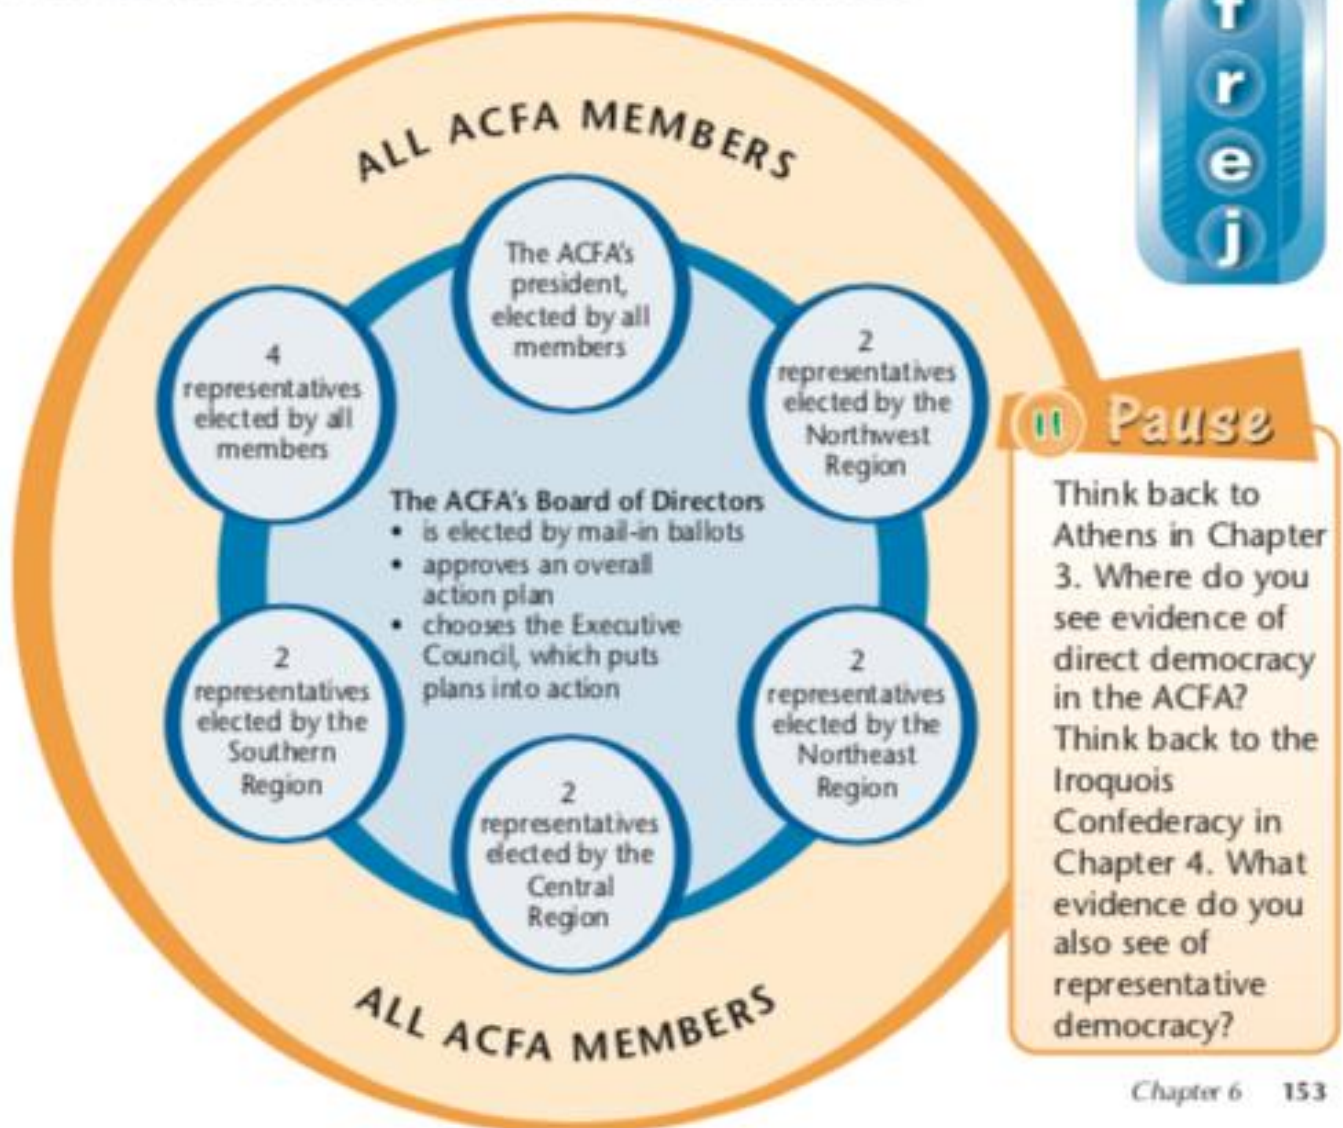 ALL ACFA MEMBERS
The ACFA's
president,
elected by all
members
4
representatives
elected by all
members
2
representatives
elected by the
Northwest
Region
The ACFA's Board of Directors
• is elected by mail-in ballots
• approves an overall
action plan
• chooses the Executive
Council, which puts
plans into action
2
representatives
elected by the
Southern
Region
2
representatives
elected by the
Northeast
Region
2
representatives
elected by the
Central
Region
ALL ACFA MEMBERS
f
r
e
j
Pause
Think back to
Athens in Chapter
3. Where do you
see evidence of
direct democracy
in the ACFA?
Think back to the
Iroquois
Confederacy in
Chapter 4. What
evidence do you
also see of
representative
democracy?
Chapter 6 153